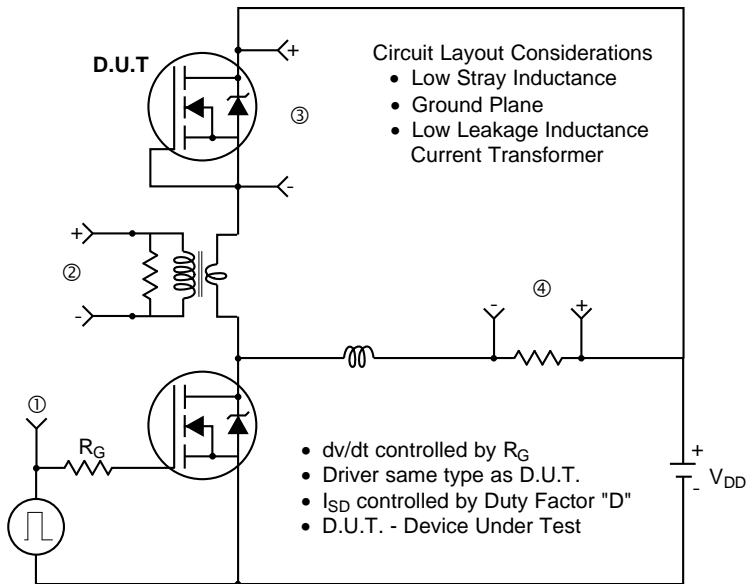 D.U.T
+
-
③
Circuit Layout Considerations
• Low Stray Inductance
• Ground Plane
• Low Leakage Inductance
Current Transformer
+
②
-
-
④
+
①
R_G
• dv/dt controlled by R_G
• Driver same type as D.U.T.
• I_SD controlled by Duty Factor "D"
• D.U.T. - Device Under Test
+
-
V_DD